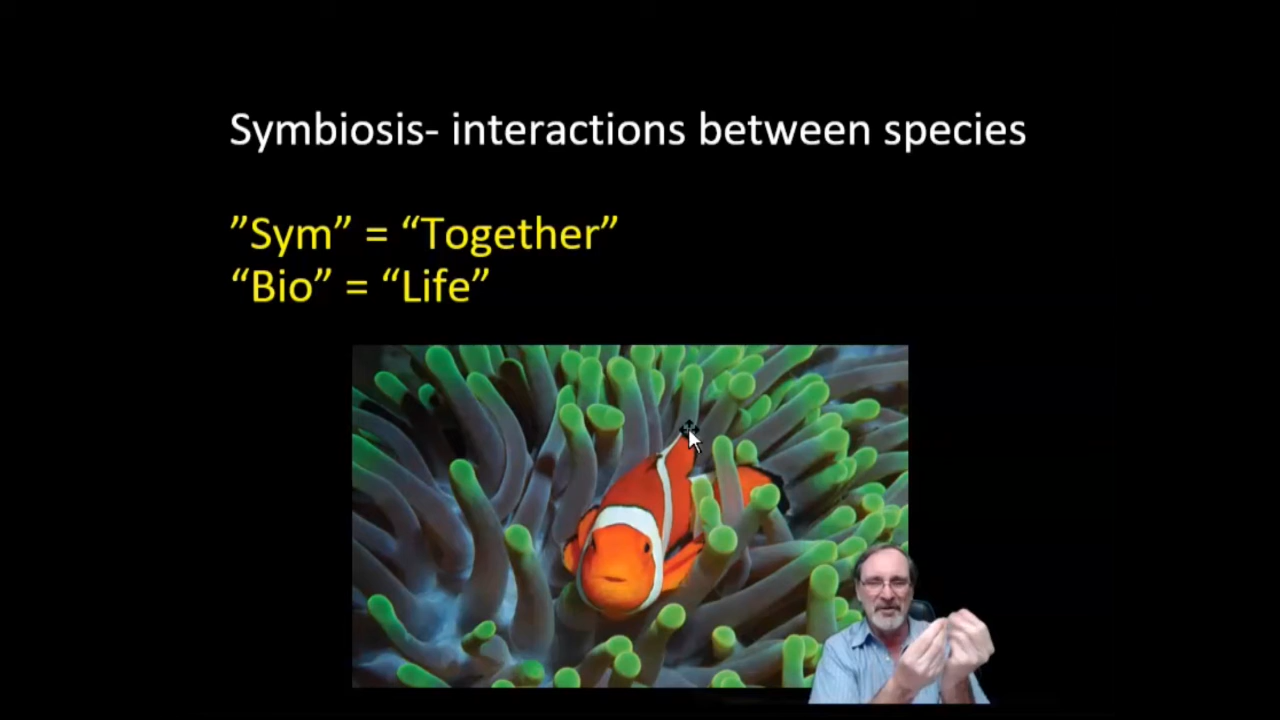 Symbiosis- interactions between species
”Sym” = “Together”
“Bio” = “Life”